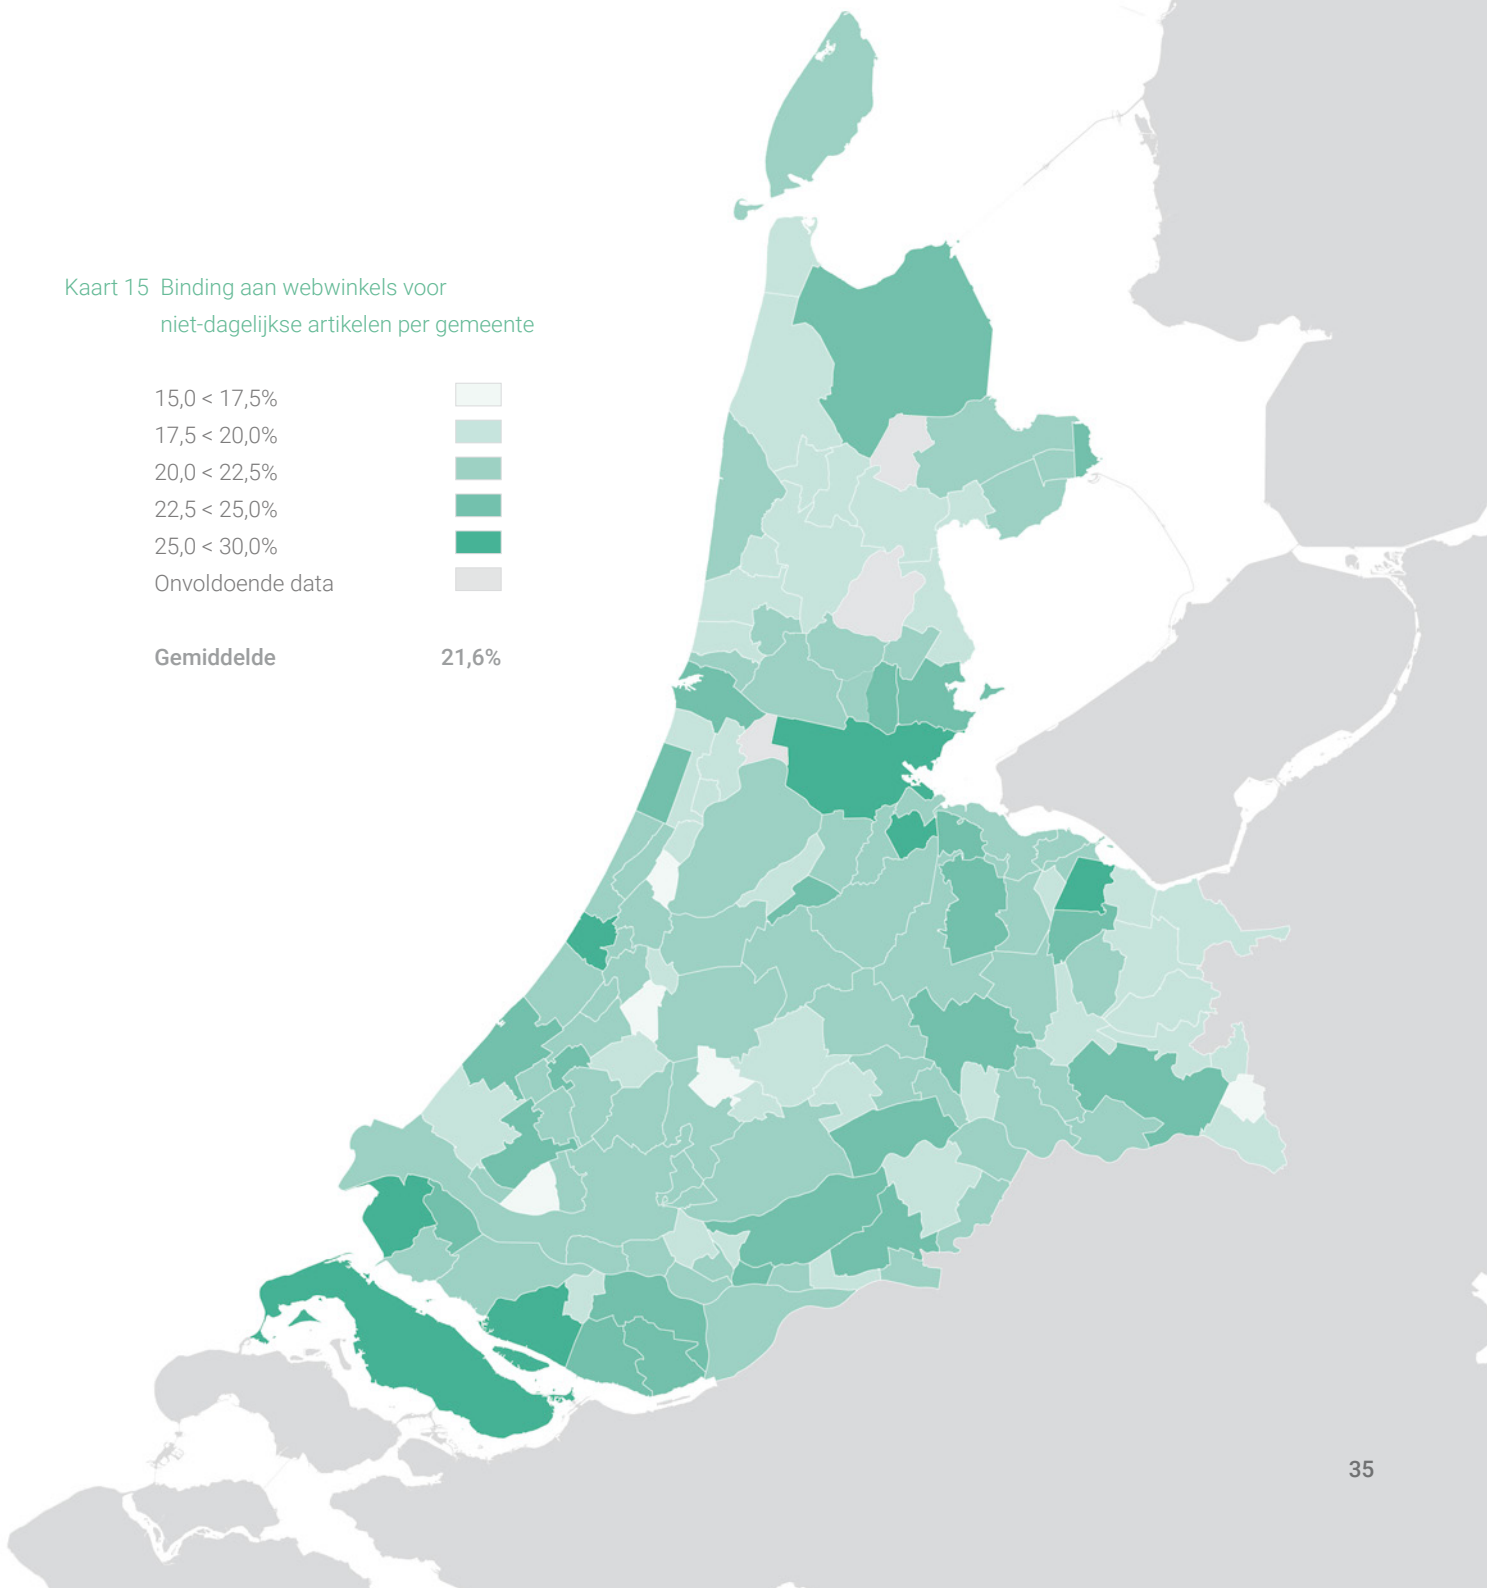 Kaart 15 Binding aan webwinkels voor
niet-dagelijkse artikelen per gemeente
15,0 < 17,5%
17,5 < 20,0%
20,0 < 22,5%
22,5 < 25,0%
25,0 < 30,0%
Onvoldoende data
Gemiddelde 21,6%
35